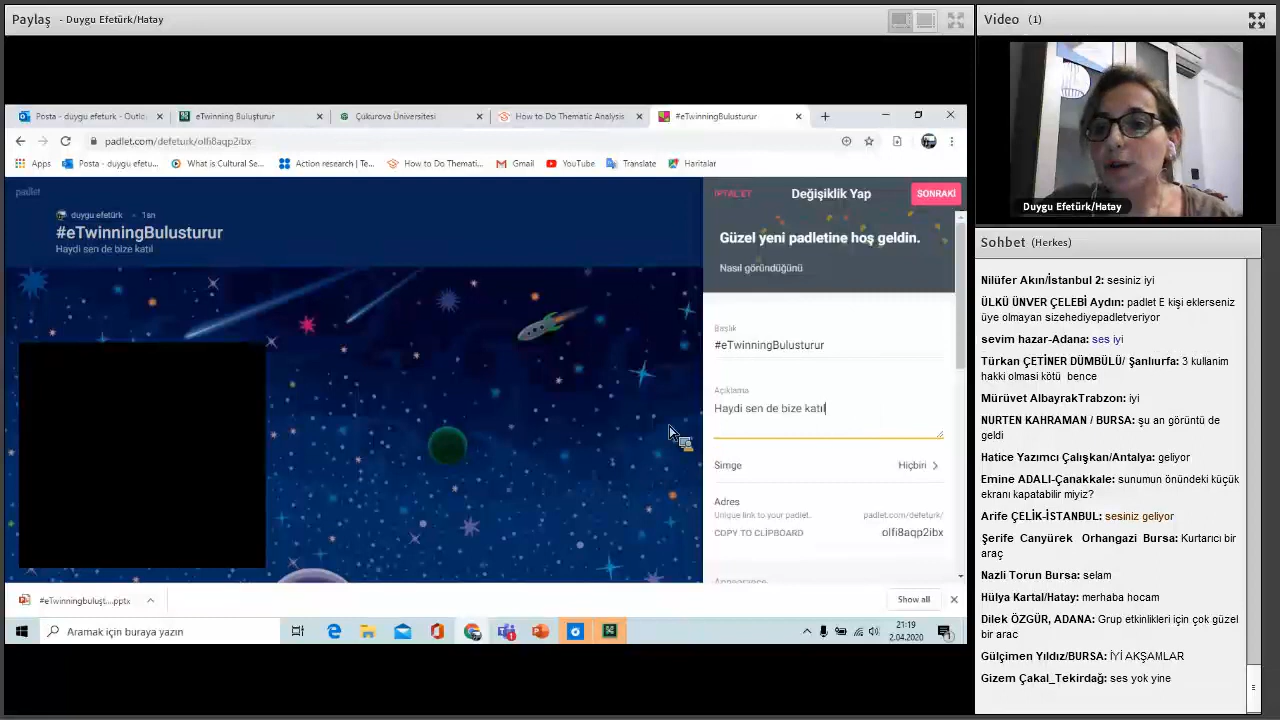 Paylaş - Duygu Efetürk/Hatay
Posta - duygu efeturk - Outlo
eTwinning Buluştur
Çukurova Üniversitesi
How to Do Thematic Analysis
#eTwinningBulusturur
padlet.com/defeturk/olfi8aqp2ibx
Apps
Posta - duygu efetu...
What is Cultural Se...
Action research | Te...
How to Do Themati...
Gmail
YouTube
Translate
Haritalar
padlet
duygu efetürk • 1sn
#eTwinningBulusturur
Haydi sen de bize katıl
İPTAL ET
Değişiklik Yap
SONRAKİ
Güzel yeni padletine hoş geldin.
Nasıl göründüğünü
Başlık
#eTwinningBulusturur
Açıklama
Haydi sen de bize katıl
Simge
Hiçbiri
Adres
Unique link to your padlet.
padlet.com/defeturk/
COPY TO CLIPBOARD
olfi8aqp2ibx
Appearance
#eTwinningbuluşt....pptx
Show all
Aramak için buraya yazın
21:19
2.04.2020
Video (1)
Duygu Efetürk/Hatay
Sohbet (Herkes)
Nilüfer Akın/İstanbul 2: sesiniz iyi
ÜLKÜ ÜNVER ÇELEBİ Aydın: padlet E kişi eklerseniz
üye olmayan sizehediyepadletveriyor
sevim hazar-Adana: ses iyi
Türkan ÇETİNER DÜMBÜLÜ/ Şanlıurfa: 3 kullanim
hakki olmasi kötü bence
Mürüvet AlbayrakTrabzon: iyi
NURTEN KAHRAMAN / BURSA: şu an görüntü de
geldi
Hatice Yazımcı Çalışkan/Antalya: geliyor
Emine ADALI-Çanakkale: sunumun önündeki küçük
ekranı kapatabilir miyiz?
Arife ÇELİK-İSTANBUL: sesiniz geliyor
Şerife Canyürek Orhangazi Bursa: Kurtarıcı bir
araç
Nazli Torun Bursa: selam
Hülya Kartal/Hatay: merhaba hocam
Dilek ÖZGÜR, ADANA: Grup etkinlikleri için çok güzel
bir arac
Gülçimen Yıldız/BURSA: İYİ AKŞAMLAR
Gizem Çakal_Tekirdağ: ses yok yine